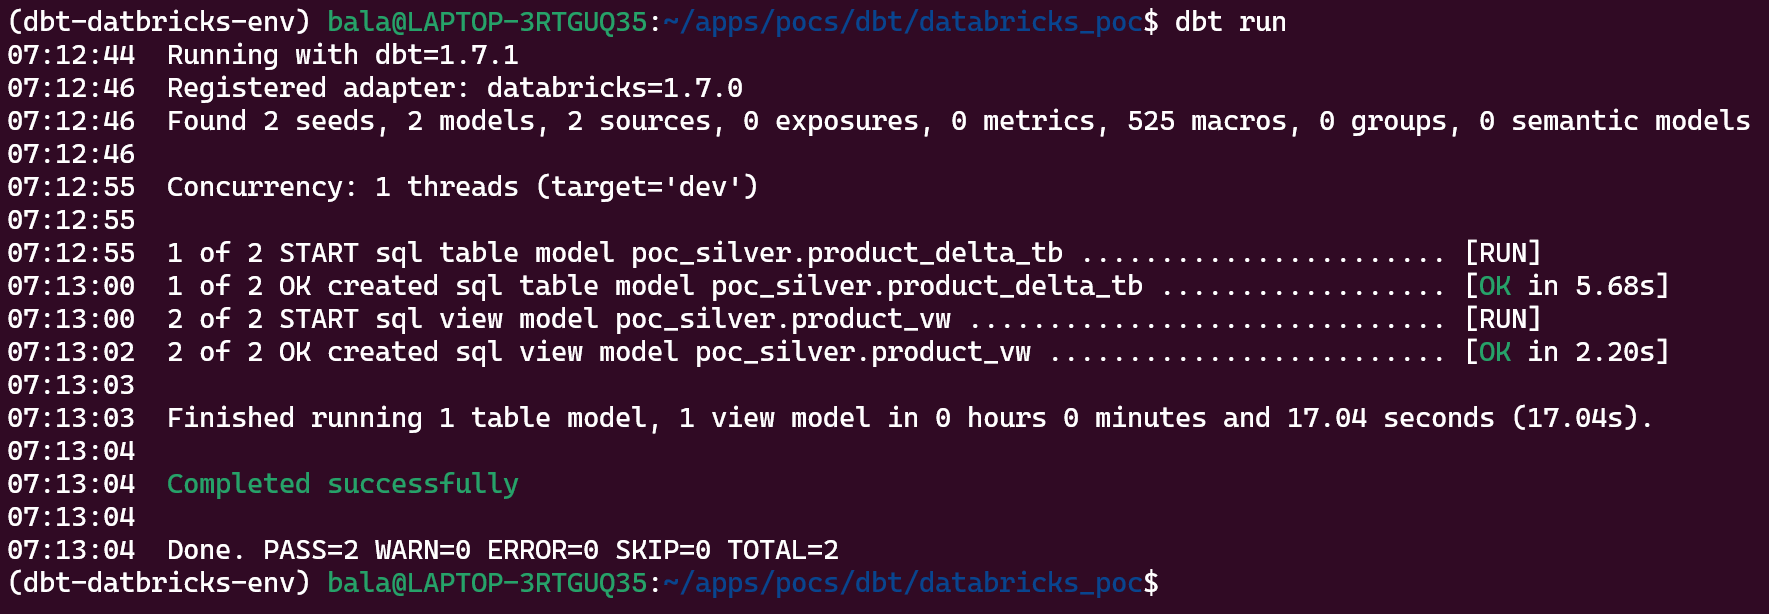 (dbt-datbricks-env) bala@LAPTOP-3RTGUQ35:~/apps/pocs/dbt/databricks_poc$ dbt run
07:12:44  Running with dbt=1.7.1
07:12:46  Registered adapter: databricks=1.7.0
07:12:46  Found 2 seeds, 2 models, 2 sources, 0 exposures, 0 metrics, 525 macros, 0 groups, 0 semantic models
07:12:46
07:12:55  Concurrency: 1 threads (target='dev')
07:12:55
07:12:55  1 of 2 START sql table model poc_silver.product_delta_tb ....................... [RUN]
07:13:00  1 of 2 OK created sql table model poc_silver.product_delta_tb .................. [OK in 5.68s]
07:13:00  2 of 2 START sql view model poc_silver.product_vw .............................. [RUN]
07:13:02  2 of 2 OK created sql view model poc_silver.product_vw ......................... [OK in 2.20s]
07:13:03
07:13:03  Finished running 1 table model, 1 view model in 0 hours 0 minutes and 17.04 seconds (17.04s).
07:13:04
07:13:04  Completed successfully
07:13:04
07:13:04  Done. PASS=2 WARN=0 ERROR=0 SKIP=0 TOTAL=2
(dbt-datbricks-env) bala@LAPTOP-3RTGUQ35:~/apps/pocs/dbt/databricks_poc$